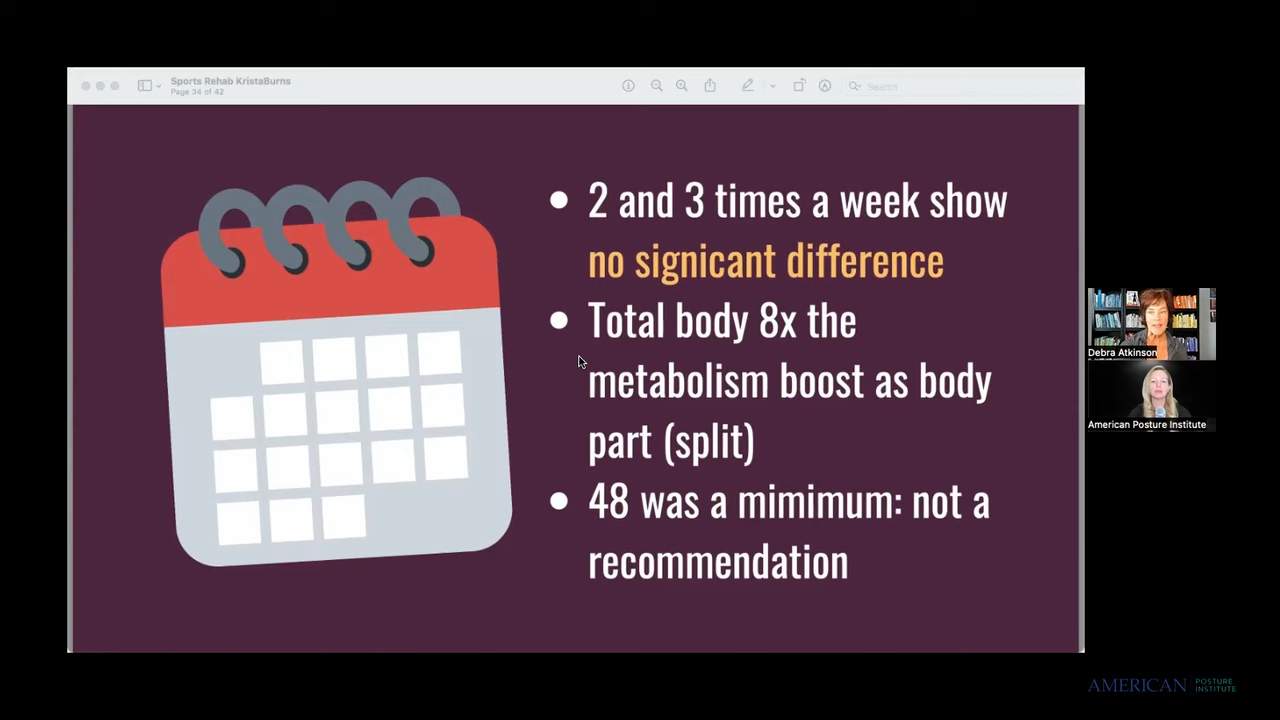 Sports Rehab KristaBurns
Page 34 of 42
Search
• 2 and 3 times a week show
no signicant difference
• Total body 8x the
metabolism boost as body
part (split)
• 48 was a mimimum: not a
recommendation
Debra Atkinson
American Posture Institute
AMERICAN POSTURE
INSTITUTE